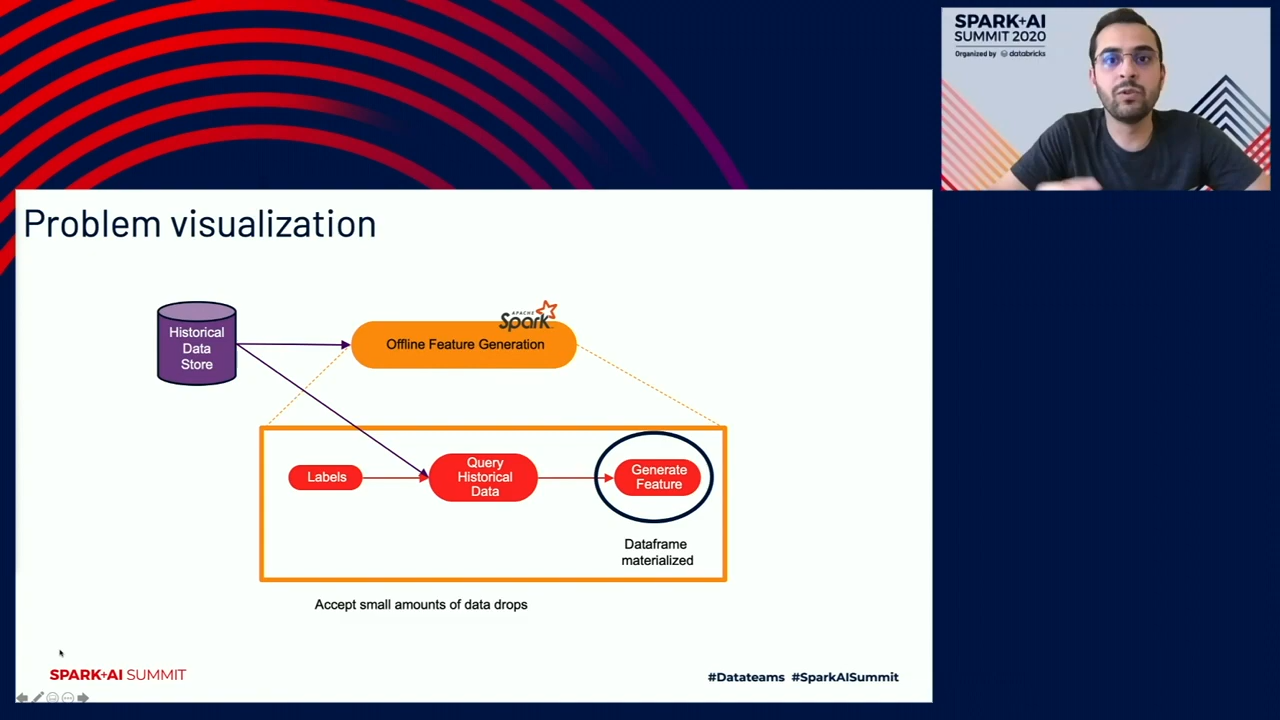 SPARK+AI
SUMMIT 2020
Organized by databricks
Problem visualization
Historical
Data
Store
APACHE
Spark
Offline Feature Generation
Labels
Query
Historical
Data
Generate
Feature
Dataframe
materialized
Accept small amounts of data drops
SPARK+AI SUMMIT
#Datateams #SparkAISummit